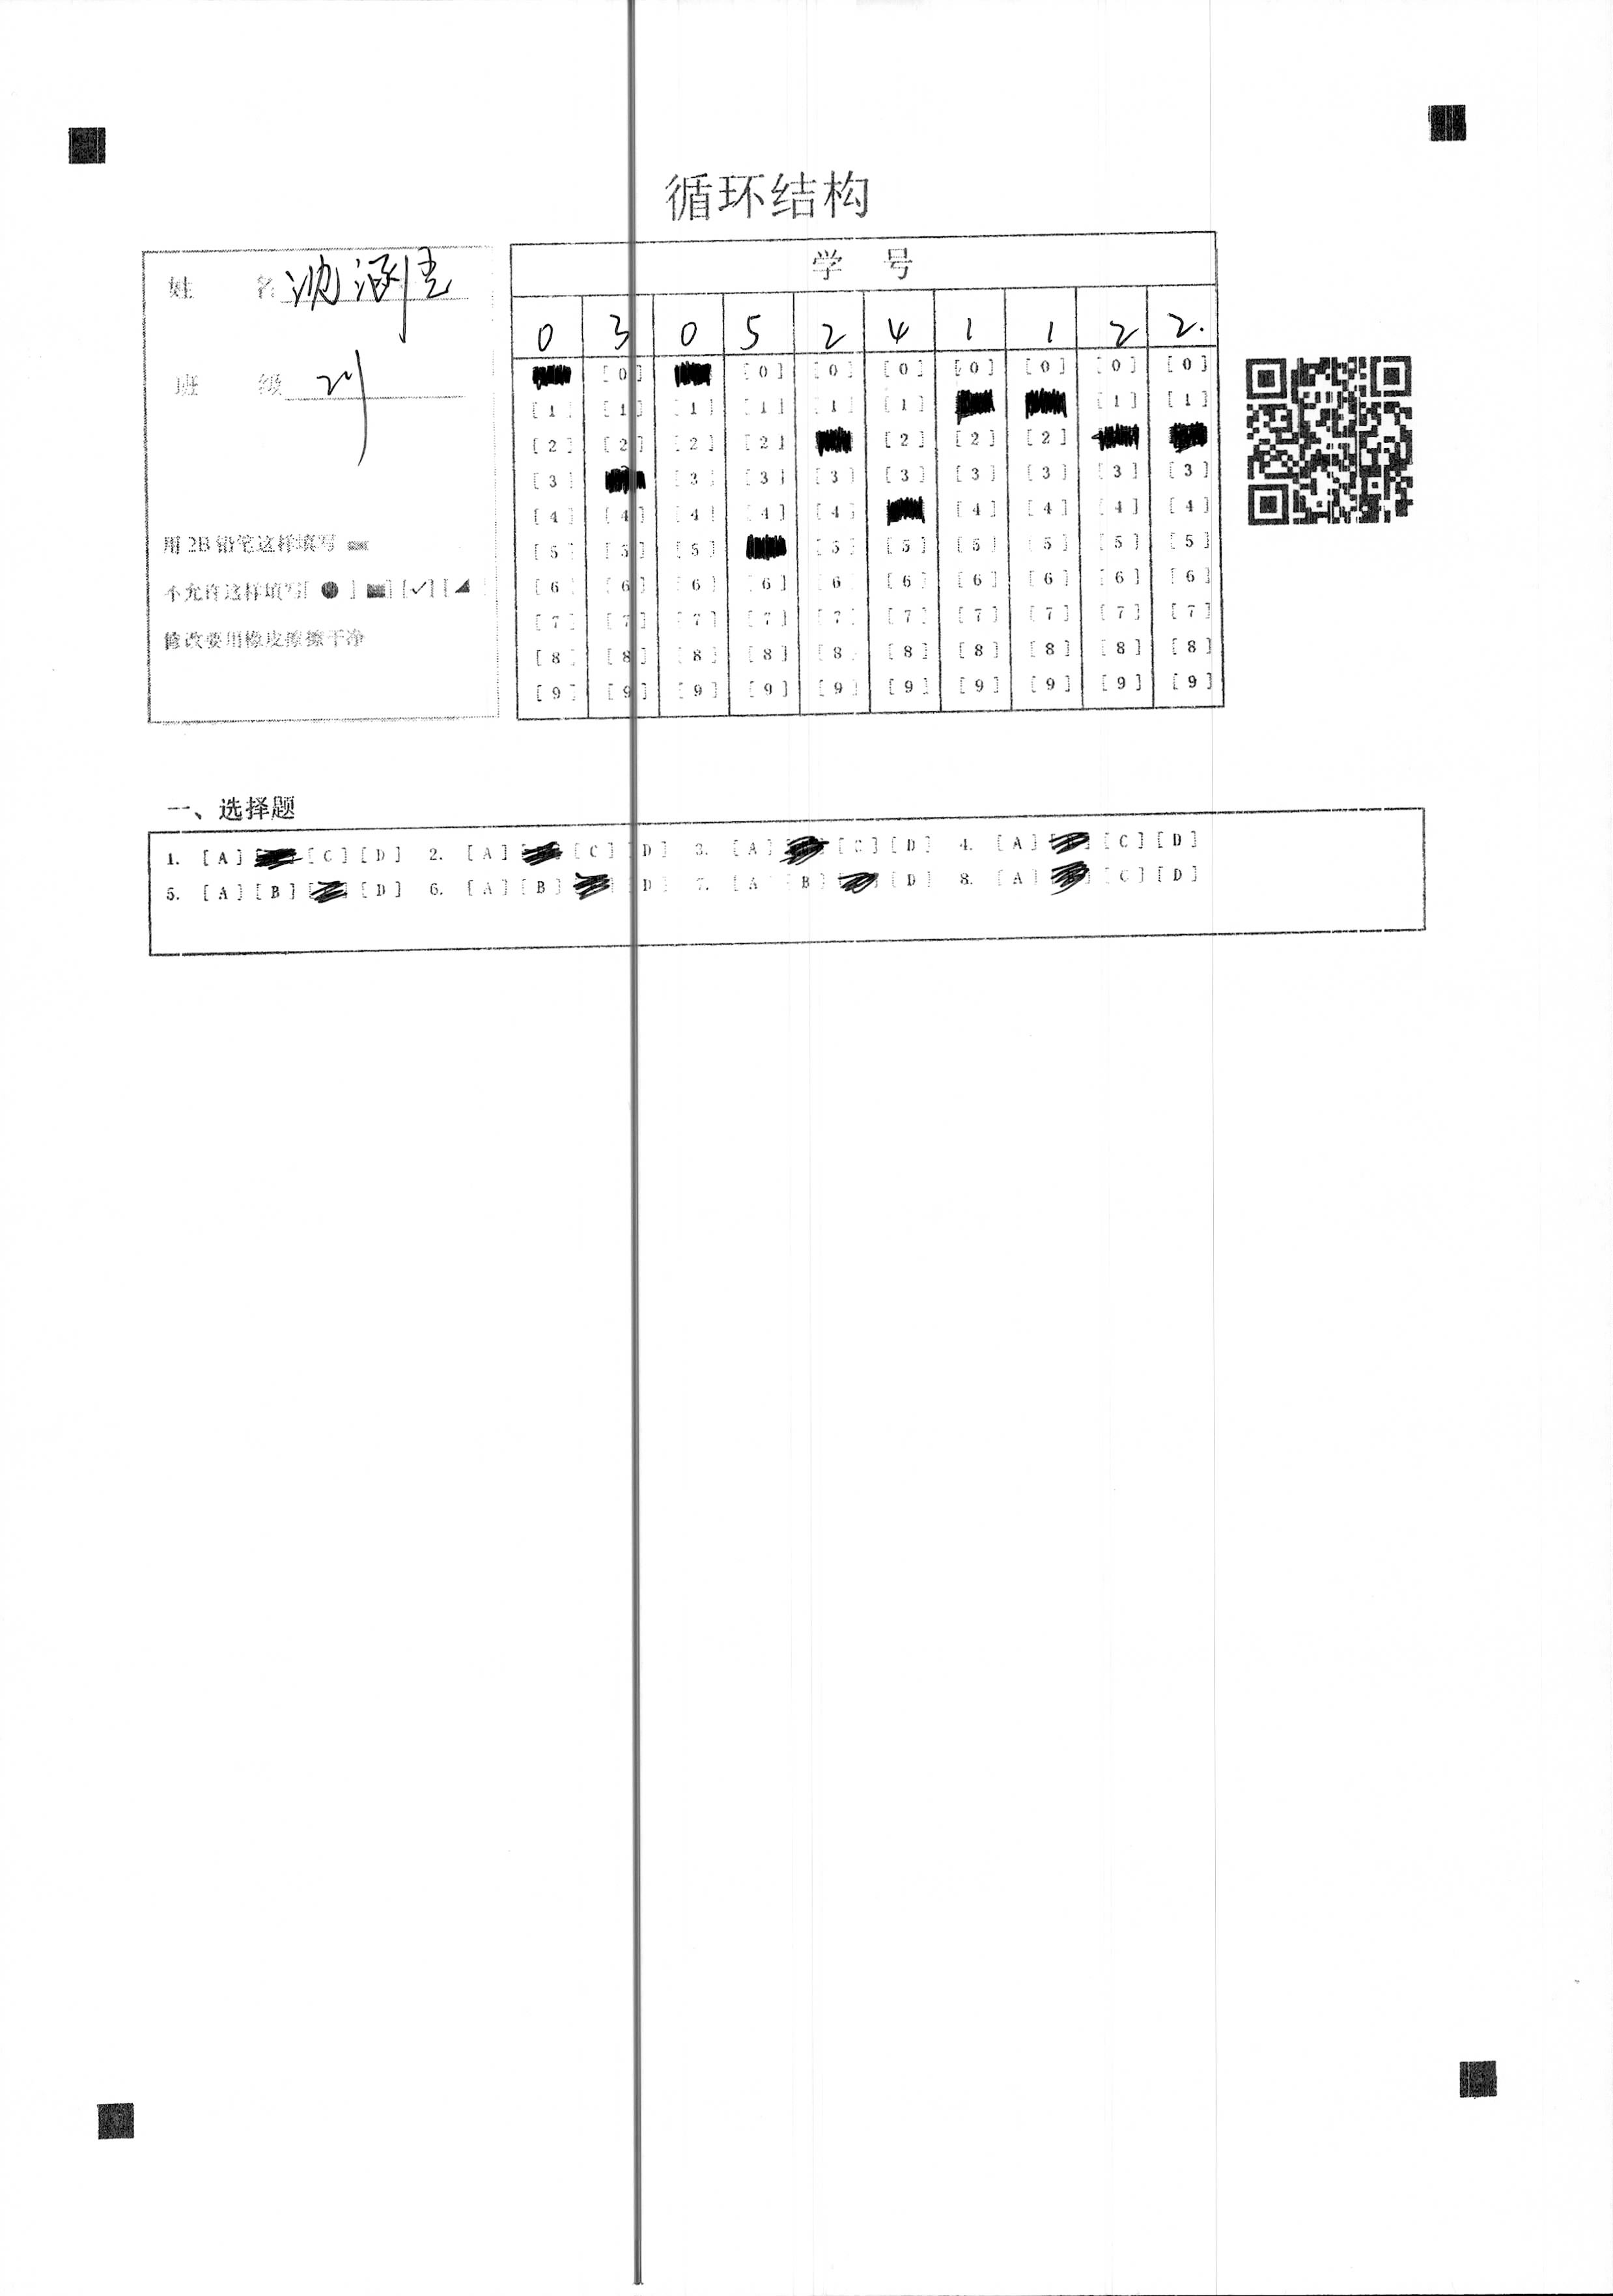 循环结构
姓 名 沈涵佳
班 级
用2B铅笔这样填写
不允许这样填写[ ● ] [✓] [
修改要用橡皮擦擦干净
学 号
0 3 0 5 2 4 1 1 2 2.
[0] [0] [0] [0] [0] [0] [0] [0]
[1] [1] [1] [1] [1] [1] [1] [1]
[2] [2] [2] [2] [2] [2] [2]
[3] [3] [3] [3] [3] [3] [3] [3] [3]
[4] [4] [4] [4] [4] [4] [4] [4] [4]
[5] [5] [5] [5] [5] [5] [5] [5] [5]
[6] [6] [6] [6] [6] [6] [6] [6] [6] [6]
[7] [7] [7] [7] [7] [7] [7] [7] [7] [7]
[8] [8] [8] [8] [8] [8] [8] [8] [8] [8]
[9] [9] [9] [9] [9] [9] [9] [9] [9] [9]
一、选择题
1. [A] [C] [D] 2. [A] [C] [D] 3. [A] [C] [D] 4. [A] [C] [D]
5. [A] [B] [D] 6. [A] [B] [D] 7. [A] [B] [D] 8. [A] [C] [D]